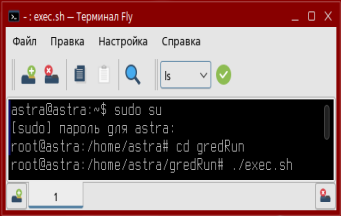 - : exec.sh — Терминал Fly
Файл Правка Настройка Справка
ls
astra@astra:~$ sudo su
[sudo] пароль для astra:
root@astra:/home/astra# cd gredRun
root@astra:/home/astra/gredRun# ./exec.sh
1